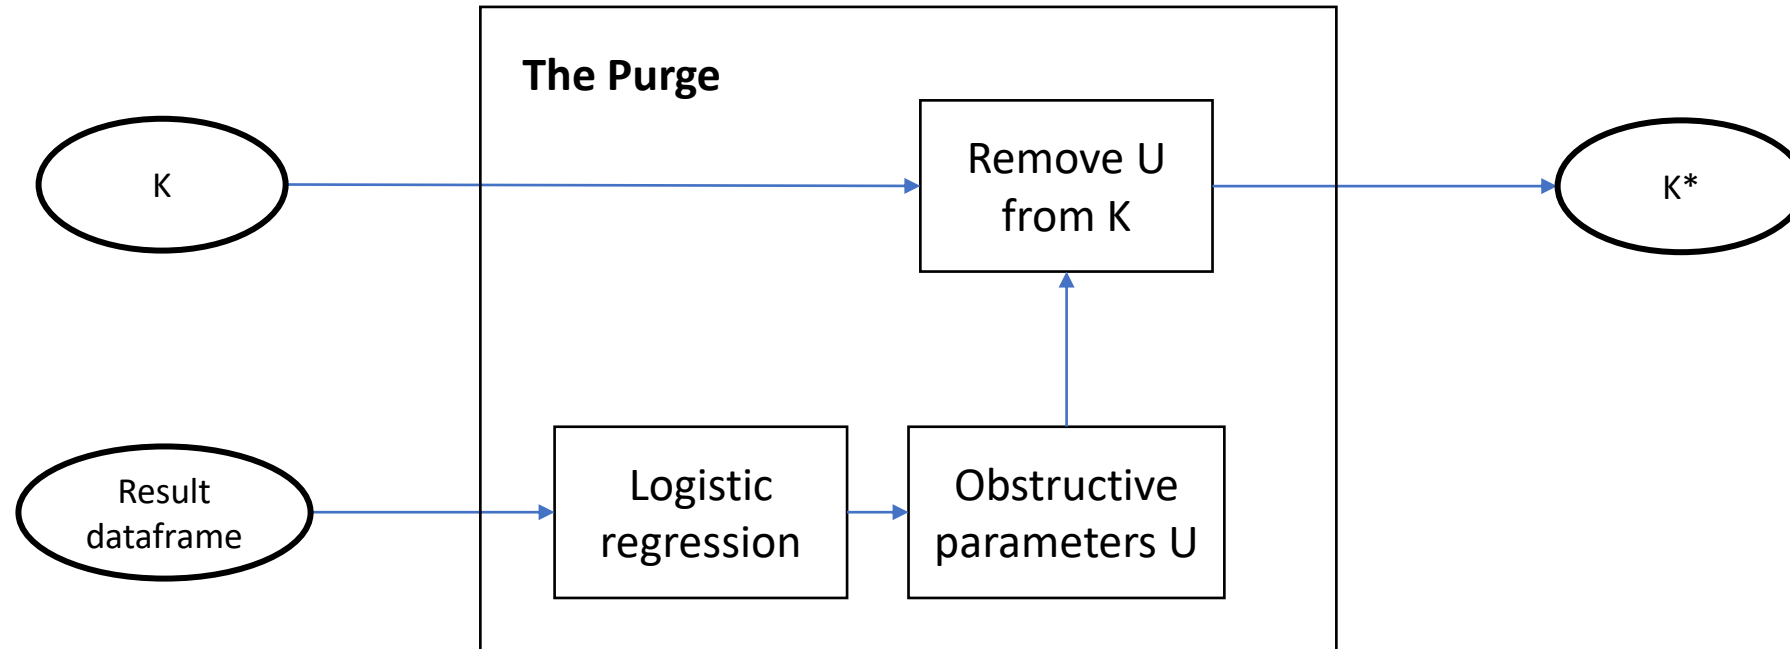 The Purge
K
Remove U
from K
K*
Result
dataframe
Logistic
regression
Obstructive
parameters U